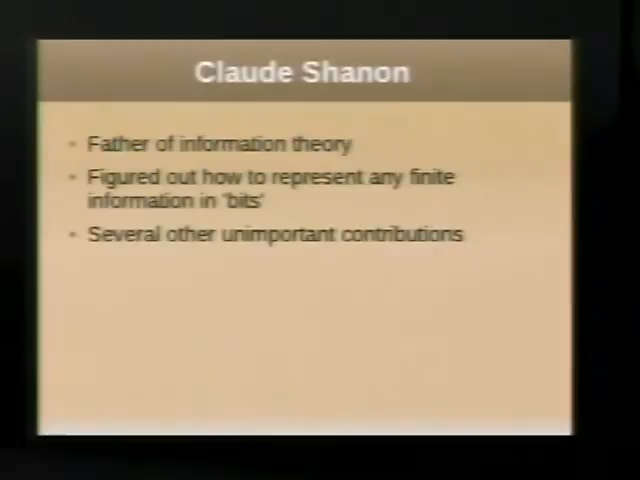 Claude Shanon
Father of information theory
Figured out how to represent any finite
information in 'bits'
Several other unimportant contributions